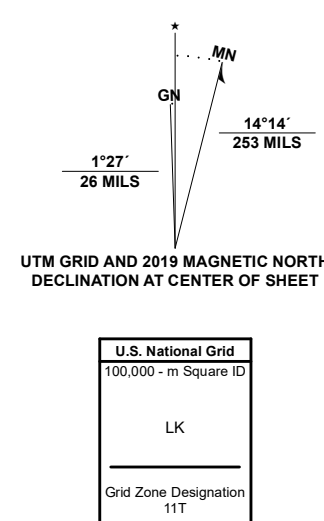 ★
MN
GN
14°14´
253 MILS
1°27´
26 MILS
UTM GRID AND 2019 MAGNETIC NORTH
DECLINATION AT CENTER OF SHEET
U.S. National Grid
100,000 - m Square ID
LK
Grid Zone Designation
11T